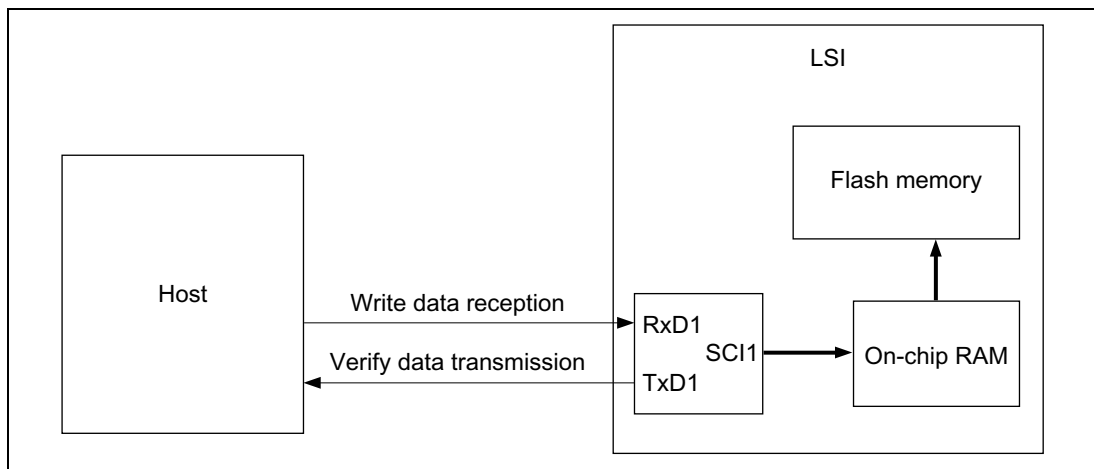 LSI
Flash memory
Host
Write data reception
RxD1
SCI1
On-chip RAM
Verify data transmission
TxD1